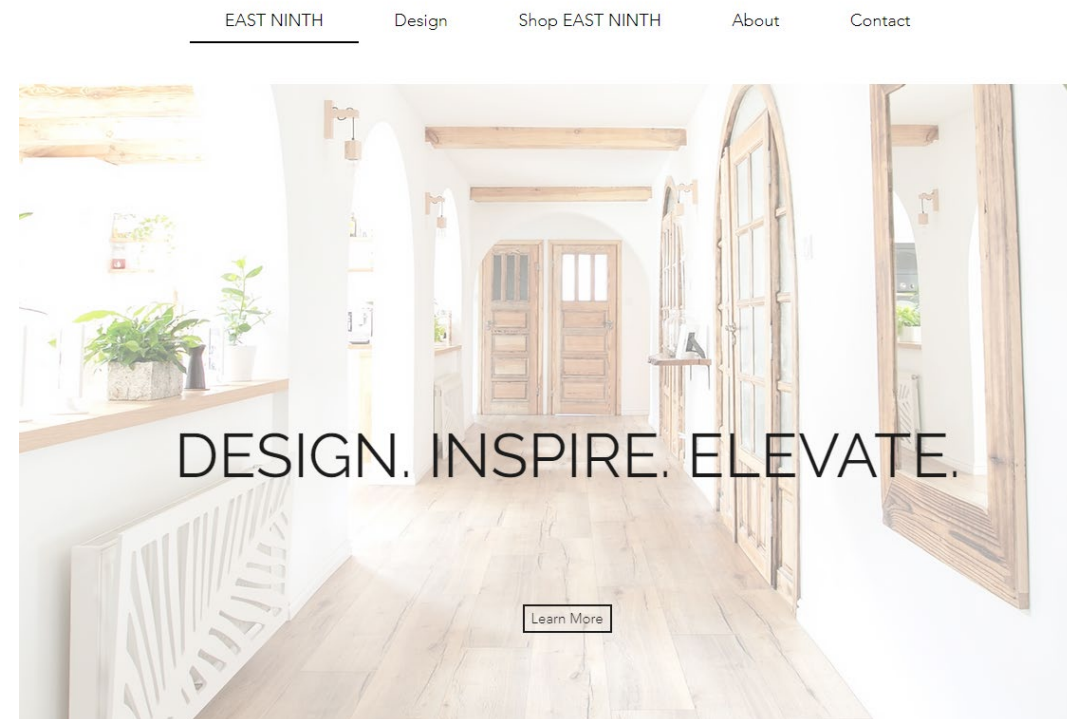 EAST NINTH Design Shop EAST NINTH About Contact
DESIGN. INSPIRE. ELEVATE.
Learn More